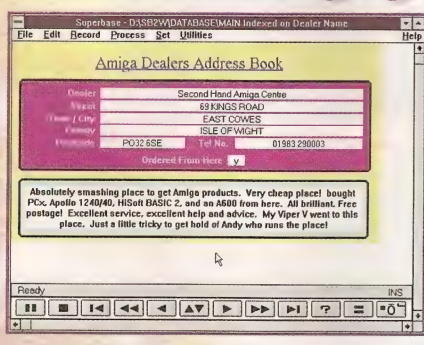 Superbase - D:\SB2W\DATABASE\MAIN Indexed on Dealer Name
File Edit Record Process Set Utilities Help
Amiga Dealers Address Book
Dealer Second Hand Amiga Centre
Street 69 KINGS ROAD
Town / City EAST COWES
County ISLE OF WIGHT
Postcode PO32 6SE Tel No. 01983 290003
Ordered From Here y
Absolutely smashing place to get Amiga products. Very cheap place! bought
PCx, Apollo 1240/40, HiSoft BASIC 2, and an A600 from here. All brilliant. Free
postage! Excellent service, excellent help and advice. My Viper V went to this
place. Just a little tricky to get hold of Andy who runs the place!
Ready INS